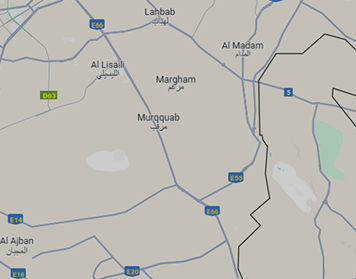 Lahbab
لهباب
E66
Al Madam
المدام
Al Lisaili
الليسيلي
Margham
مرغم
D63
5
Murqquab
مرقب
E55
E66
E14
Al Ajban
العجبان
E16
E20